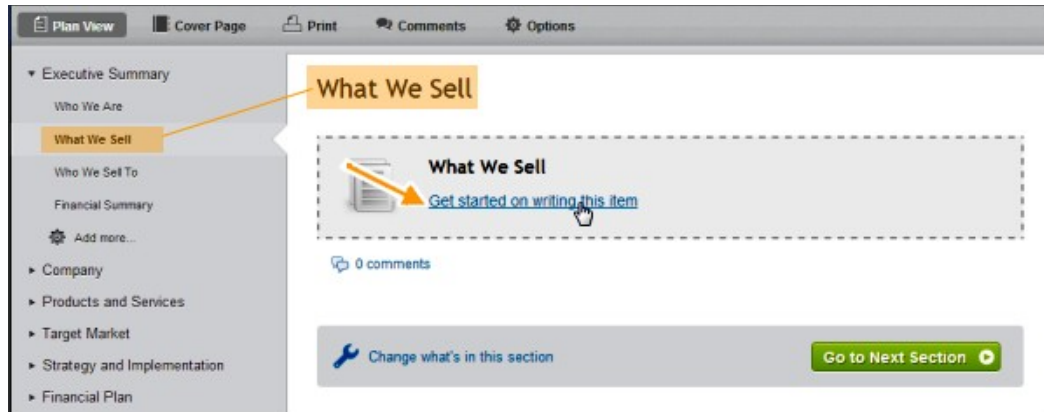 Plan View Cover Page Print Comments Options
Executive Summary
Who We Are
What We Sell
Who We Sell To
Financial Summary
Add more...
Company
Products and Services
Target Market
Strategy and Implementation
Financial Plan
What We Sell
What We Sell
Get started on writing this item
0 comments
Change what's in this section
Go to Next Section